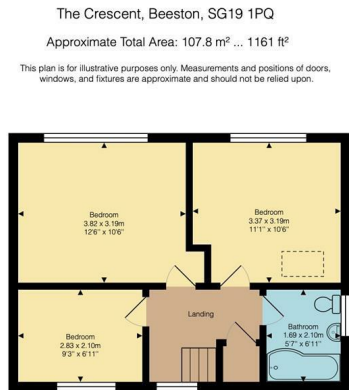 The Crescent, Beeston, SG19 1PQ
Approximate Total Area: 107.8 m² ... 1161 ft²
This plan is for illustrative purposes only. Measurements and positions of doors,
windows, and fixtures are approximate and should not be relied upon.
Bedroom
3.82 x 3.19m
12'6" x 10'6"
Bedroom
3.37 x 3.19m
11'1" x 10'6"
Bedroom
2.83 x 2.10m
9'3" x 6'11"
Landing
Bathroom
1.69 x 2.10m
5'7" x 6'11"